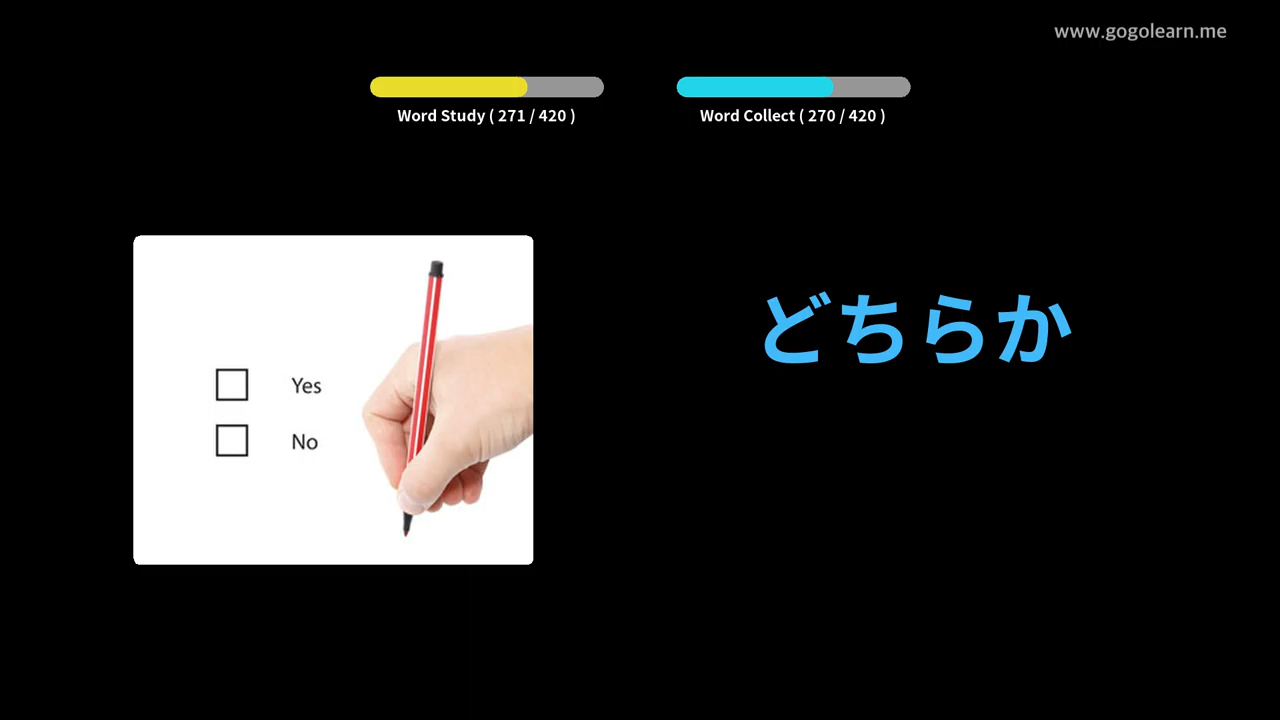 www.gogolearn.me
Word Study ( 271 / 420 )
Word Collect ( 270 / 420 )
Yes
No
どちらか